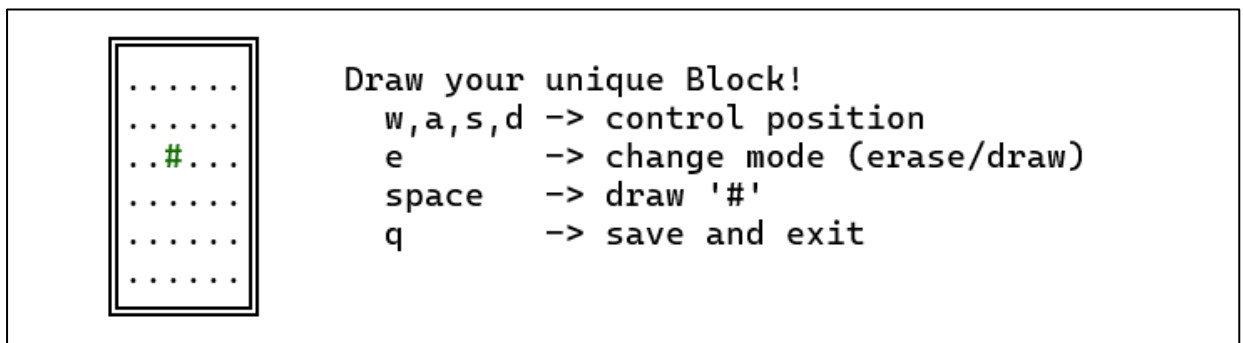 ...... Draw your unique Block!
...... w,a,s,d -> control position
..#... e -> change mode (erase/draw)
...... space -> draw '#'
...... q -> save and exit
......